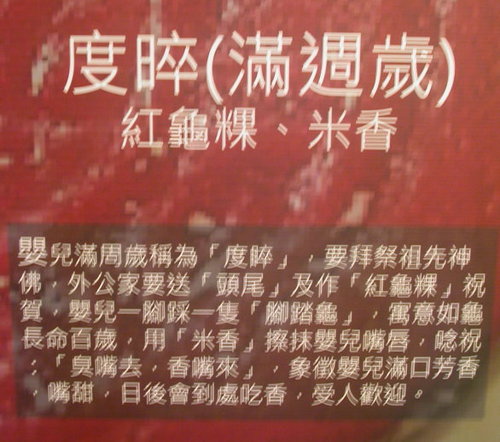 度晬(滿週歲)
紅龜粿、米香
嬰兒滿周歲稱為「度晬」，要拜祭祖先神
佛，外公家要送「頭尾」及作「紅龜粿」祝
賀，嬰兒一腳踩一隻「腳踏龜」，寓意如龜
長命百歲，用「米香」擦抹嬰兒嘴唇，唸祝
：「臭嘴去，香嘴來」，象徵嬰兒滿口芳香
，嘴甜，日後會到處吃香，受人歡迎。